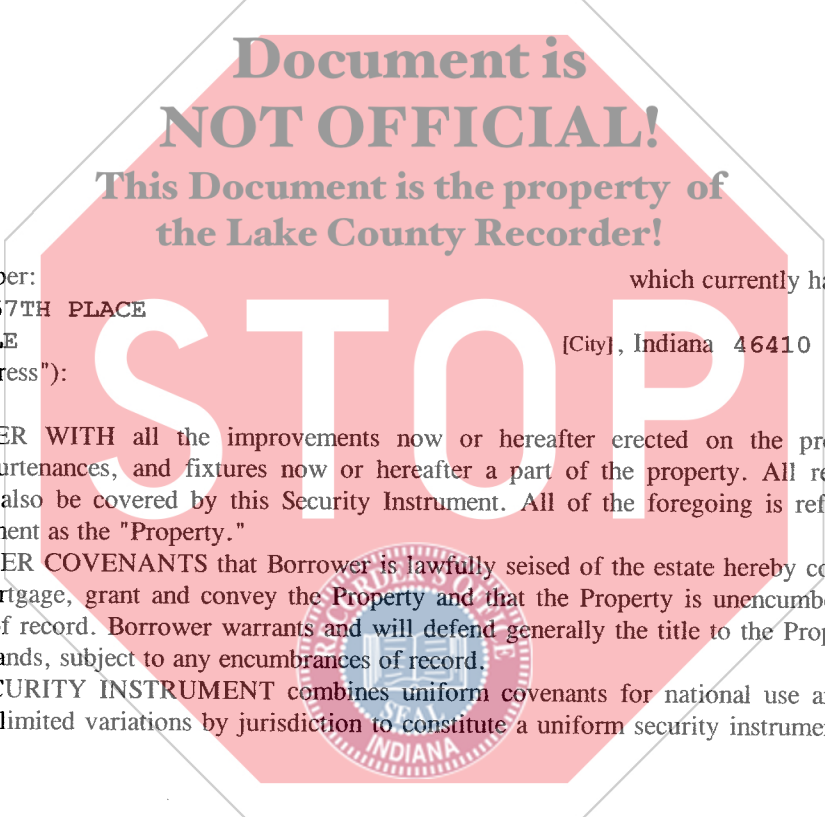 Document is
NOT OFFICIAL!
This Document is the property of
the Lake County Recorder!
ber: which currently ha
57TH PLACE
LE [City], Indiana 46410
ress"):
STOP
ER WITH all the improvements now or hereafter erected on the pro
urtenances, and fixtures now or hereafter a part of the property. All re
also be covered by this Security Instrument. All of the foregoing is ref
ment as the "Property."
ER COVENANTS that Borrower is lawfully seised of the estate hereby co
rtgage, grant and convey the Property and that the Property is unencumbe
f record. Borrower warrants and will defend generally the title to the Prop
ands, subject to any encumbrances of record.
CURITY INSTRUMENT combines uniform covenants for national use a
limited variations by jurisdiction to constitute a uniform security instrume
RECORDER'S OFFICE
SEAL
INDIANA